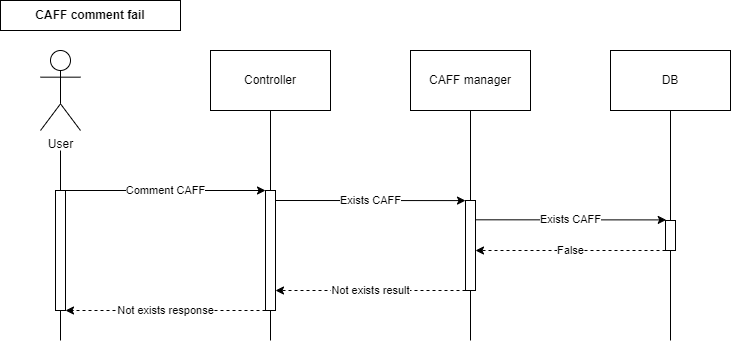 CAFF comment fail
User
Controller
CAFF manager
DB
Comment CAFF
Exists CAFF
Exists CAFF
False
Not exists result
Not exists response